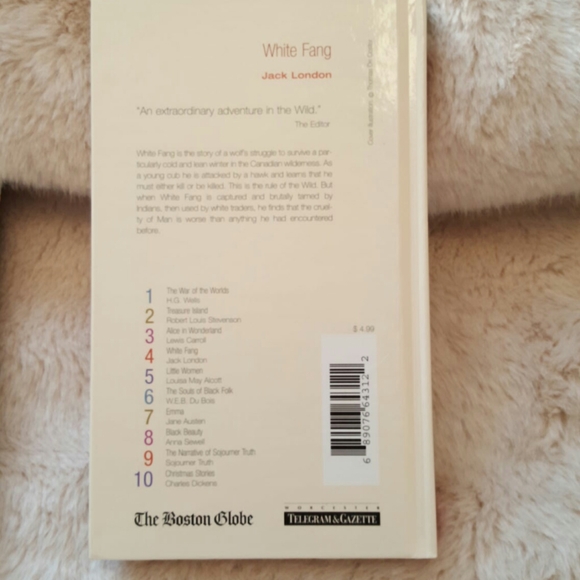 White Fang
Jack London
"An extraordinary adventure in the Wild."
The Editor
White Fang is the story of a wolf's struggle to survive a par-
ticularly cold and lean winter in the Canadian wilderness. As
a young cub he is attacked by a hawk and learns that he
must either kill or be killed. This is the rule of the Wild. But
when White Fang is captured and brutally tamed by
Indians, then used by white traders, he finds that the cruel-
ty of Man is worse than anything he had encountered
before.
1 The War of the Worlds
H.G. Wells
2 Treasure Island
Robert Louis Stevenson
3 Alice in Wonderland
Lewis Carroll
4 White Fang
Jack London
5 Little Women
Louisa May Alcott
6 The Souls of Black Folk
W.E.B. Du Bois
7 Emma
Jane Austen
8 Black Beauty
Anna Sewell
9 The Narrative of Sojourner Truth
Sojourner Truth
10 Christmas Stories
Charles Dickens
$ 4.99
6 89076 64312 2
The Boston Globe
WORCESTER
TELEGRAM & GAZETTE
Cover illustration: ©